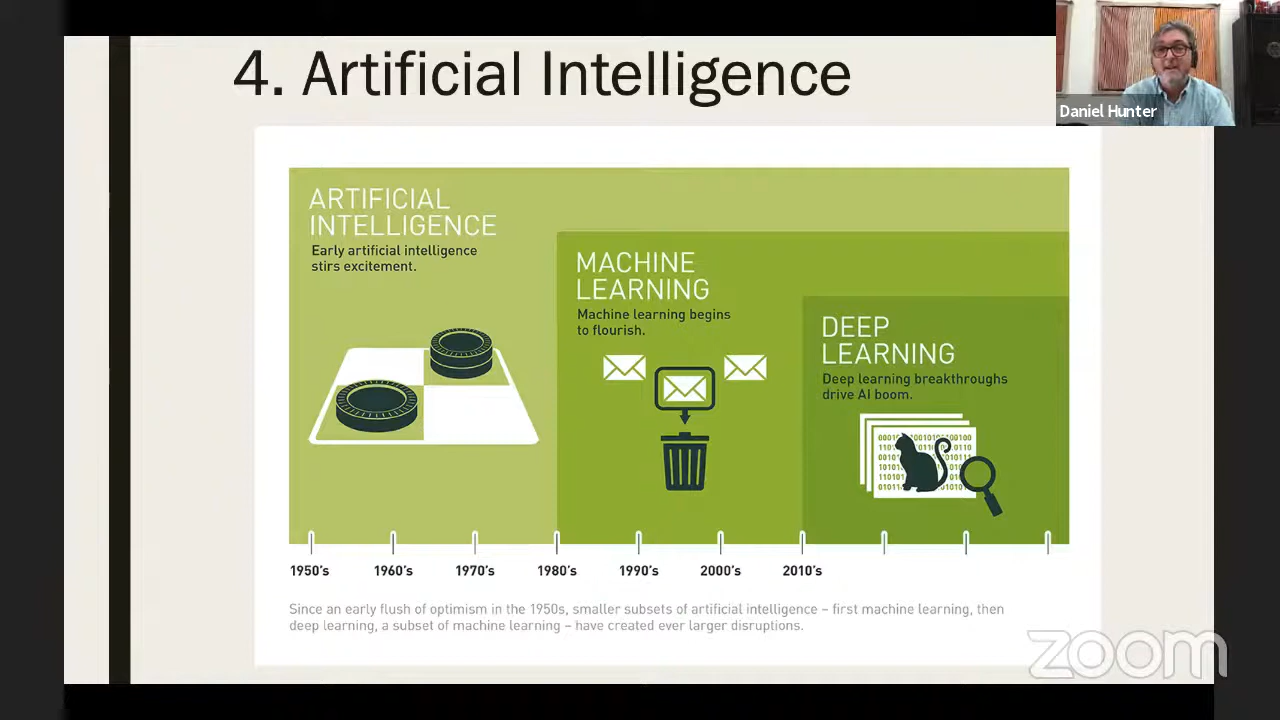 4. Artificial Intelligence
Daniel Hunter
ARTIFICIAL
INTELLIGENCE
Early artificial intelligence
stirs excitement.
MACHINE
LEARNING
Machine learning begins
to flourish.
DEEP
LEARNING
Deep learning breakthroughs
drive AI boom.
1950's 1960's 1970's 1980's 1990's 2000's 2010's
Since an early flush of optimism in the 1950s, smaller subsets of artificial intelligence – first machine learning, then
deep learning, a subset of machine learning – have created ever larger disruptions.
zoom